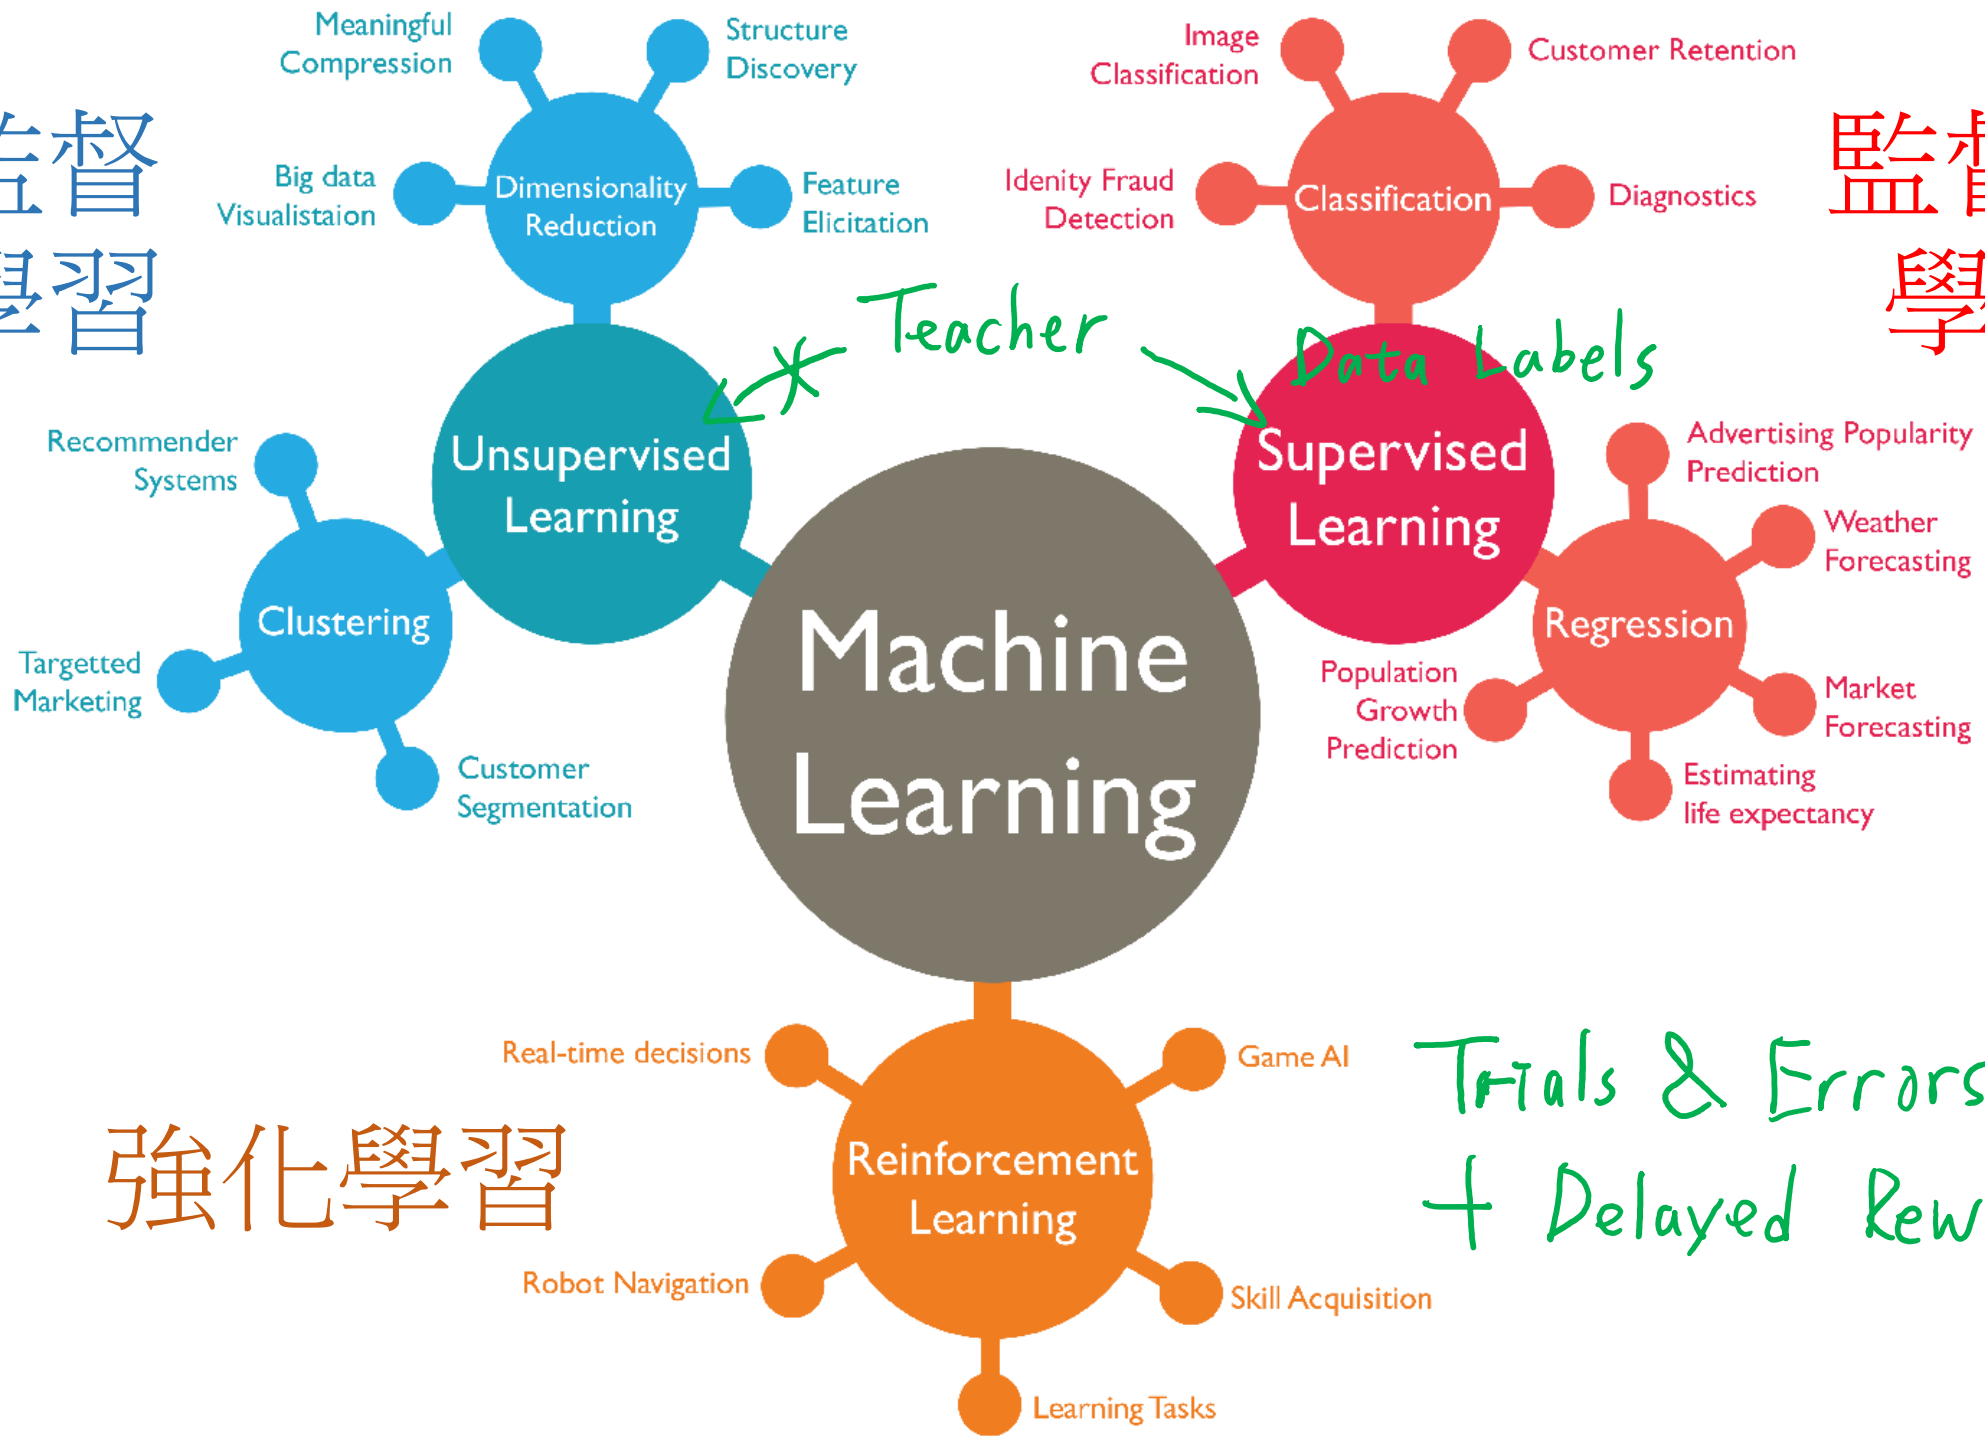 Meaningful
Compression
Structure
Discovery
Big data
Visualistaion
Dimensionality
Reduction
Feature
Elicitation
監督
學習
Image
Classification
Customer Retention
Idenity Fraud
Detection
Classification
Diagnostics
監督
學
Teacher
Data Labels
Unsupervised
Learning
Supervised
Learning
Recommender
Systems
Clustering
Targetted
Marketing
Customer
Segmentation
Machine
Learning
Advertising Popularity
Prediction
Weather
Forecasting
Regression
Population
Growth
Prediction
Market
Forecasting
Estimating
life expectancy
Real-time decisions
Game AI
Reinforcement
Learning
Robot Navigation
Skill Acquisition
Learning Tasks
強化學習
Trials & Errors
+ Delayed Rew